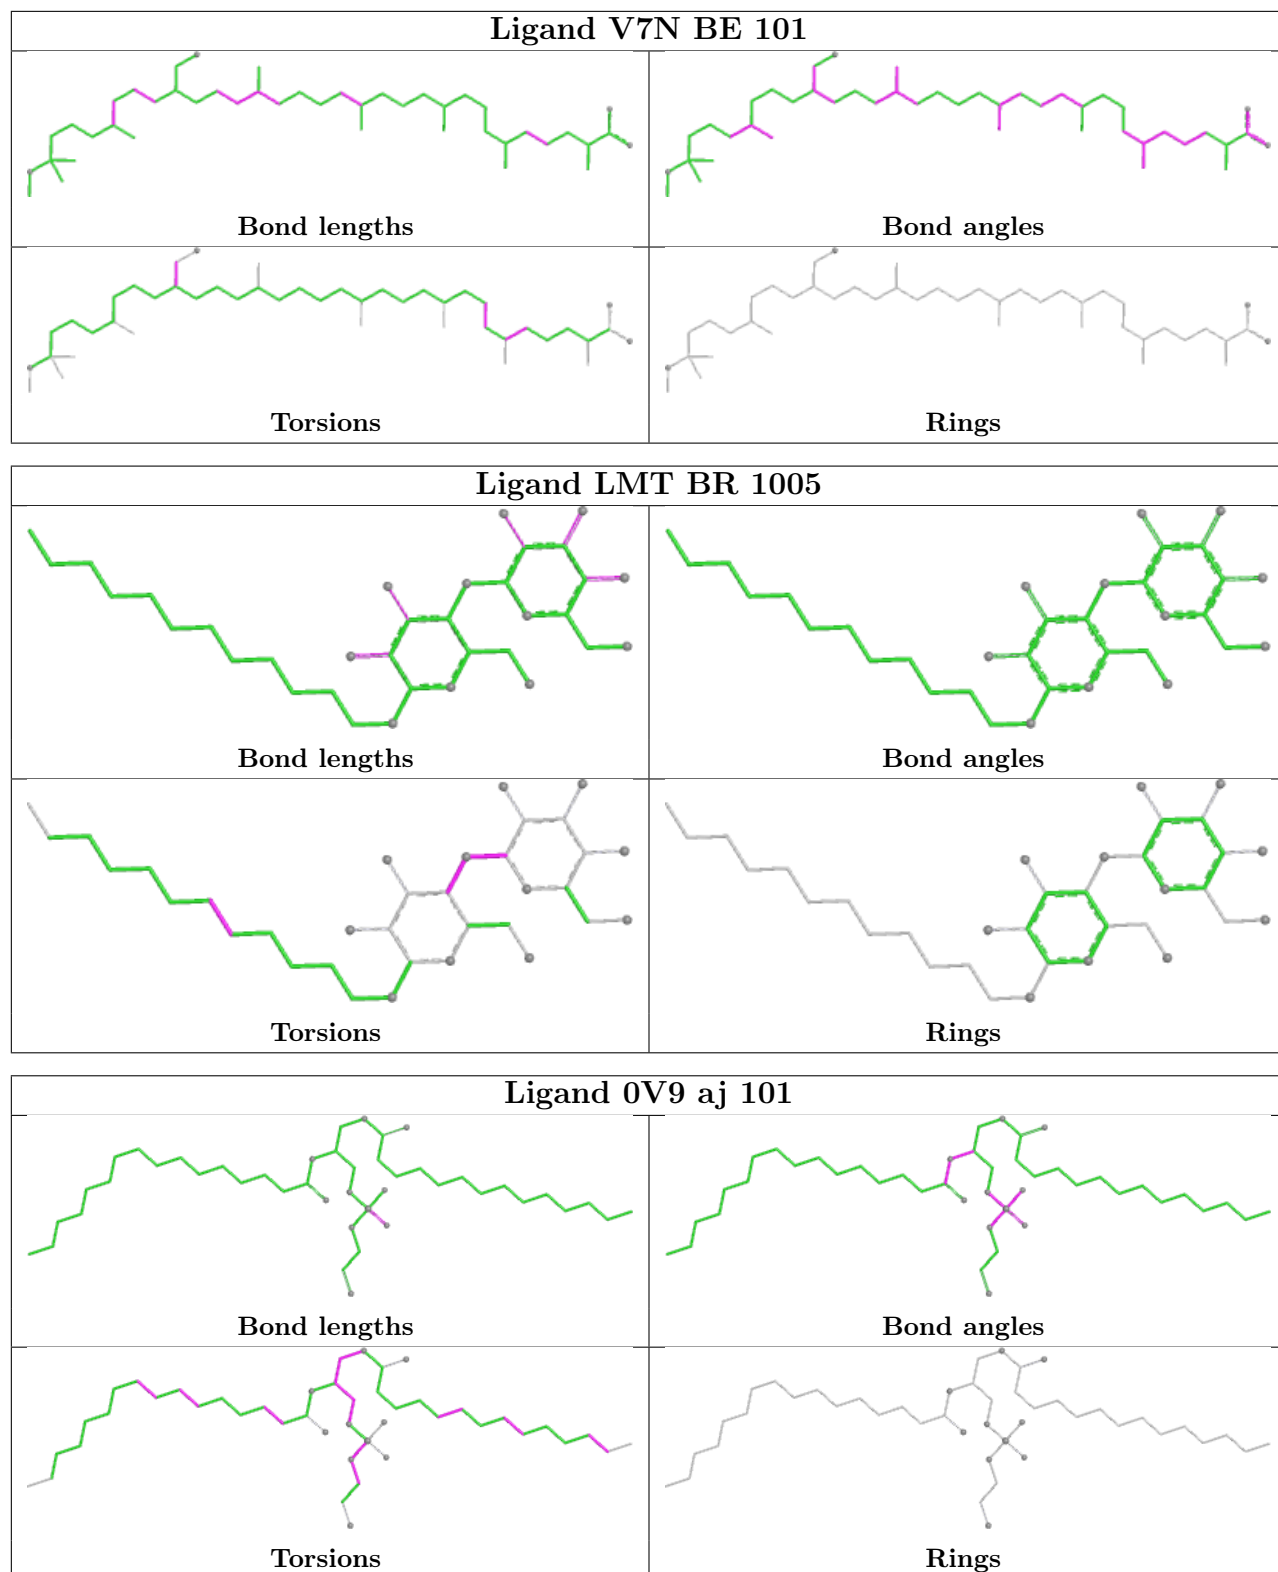 Ligand V7N BE 101
Bond lengths
Bond angles
Torsions
Rings
Ligand LMT BR 1005
Bond lengths
Bond angles
Torsions
Rings
Ligand 0V9 aj 101
Bond lengths
Bond angles
Torsions
Rings